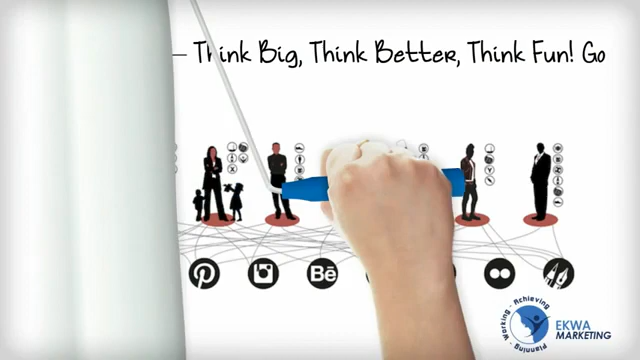 — Think Big, Think Better, Think Fun! Go
Bē
Planning - Working - Achieving
EKWA
MARKETING